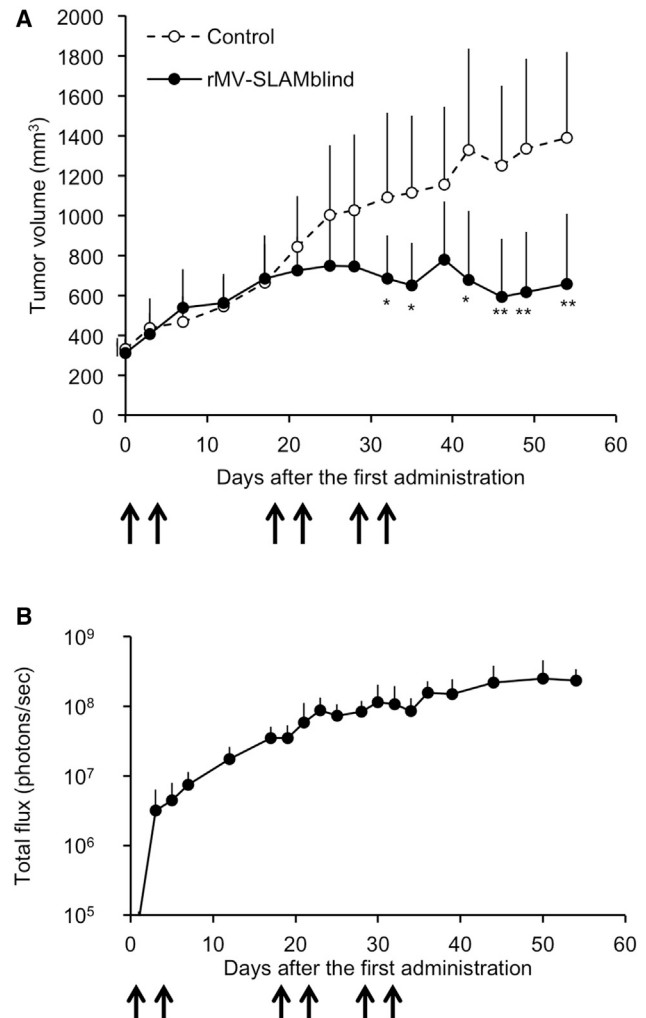 A
2000
1800
1600
1400
1200
1000
800
600
400
200
0
Tumor volume (mm³)
Control
rMV-SLAMblind
* * * ** ** **
0 10 20 30 40 50 60
Days after the first administration
B
10⁹
10⁸
10⁷
10⁶
10⁵
Total flux (photons/sec)
0 10 20 30 40 50 60
Days after the first administration